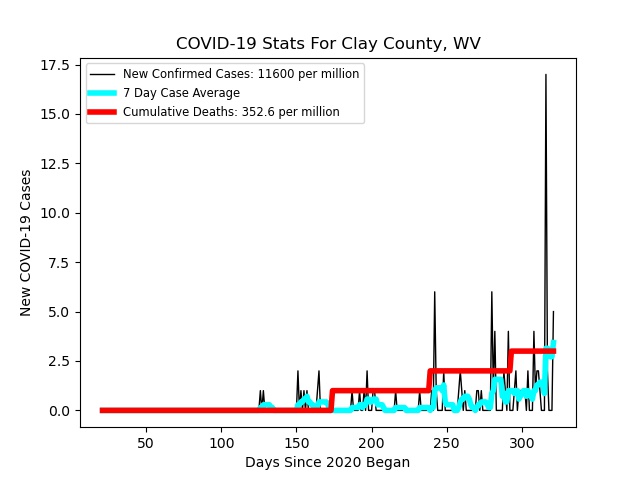 COVID-19 Stats For Clay County, WV
New Confirmed Cases: 11600 per million
7 Day Case Average
Cumulative Deaths: 352.6 per million
17.5
15.0
12.5
10.0
7.5
5.0
2.5
0.0
New COVID-19 Cases
50
100
150
200
250
300
Days Since 2020 Began